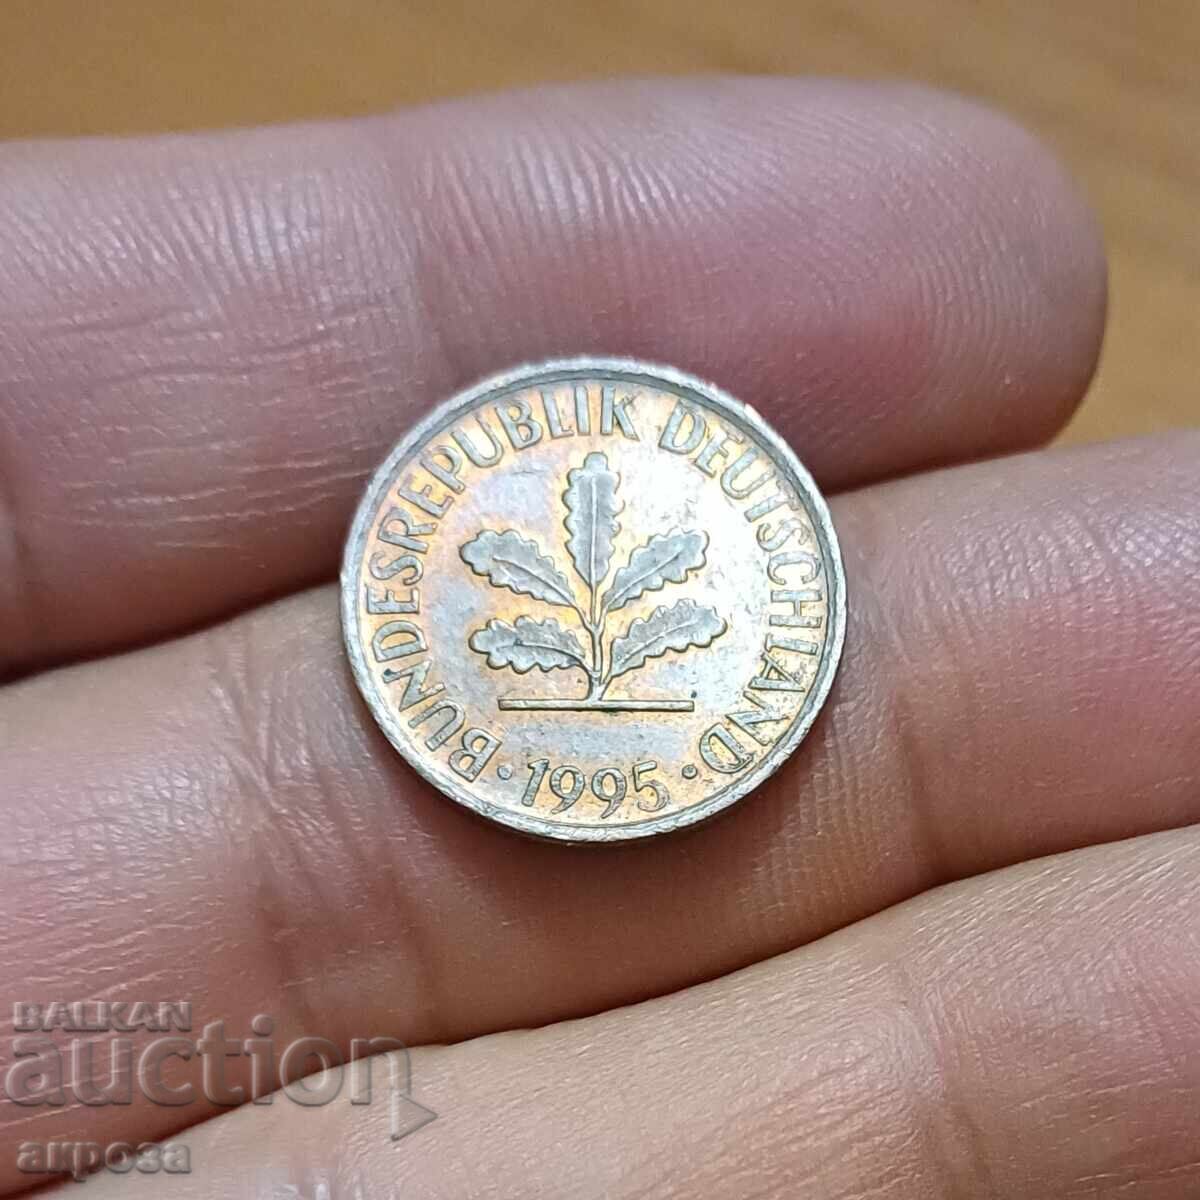 BUNDESREPUBLIK DEUTSCHLAND
· 1995 ·
BALKAN
auction
акроза